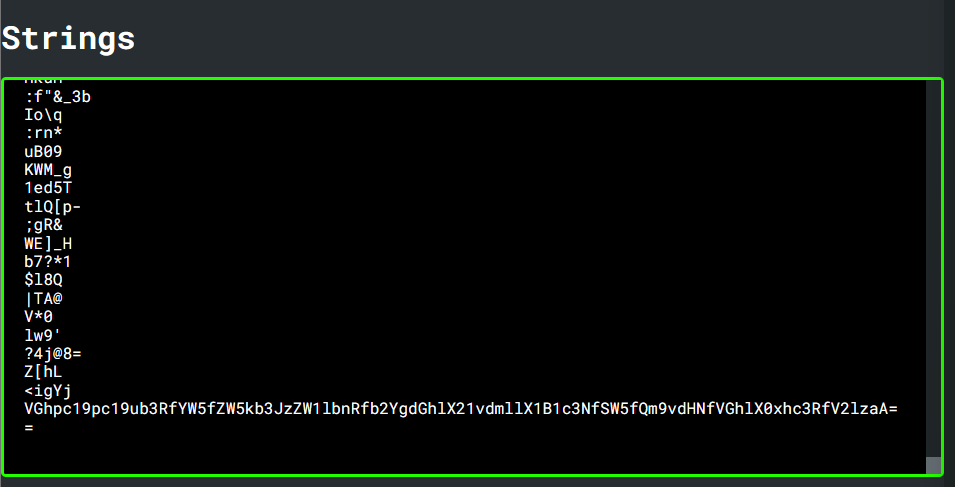 Strings
:f"&_3b
Io\q
:rn*
uB09
KWM_g
1ed5T
tlQ[p-
;gR&
WE]_H
b7?*1
$l8Q
|TA@
V*0
lw9'
?4j@8=
Z[hL
<igYj
VGhpc19pc19ub3RfYW5fZW5kb3JzZW1lbnRfb2YgdGhlX21vdmllX1B1c3NfSW5fQm9vdHNfVGhlX0xhc3RfV2lzaA=
=